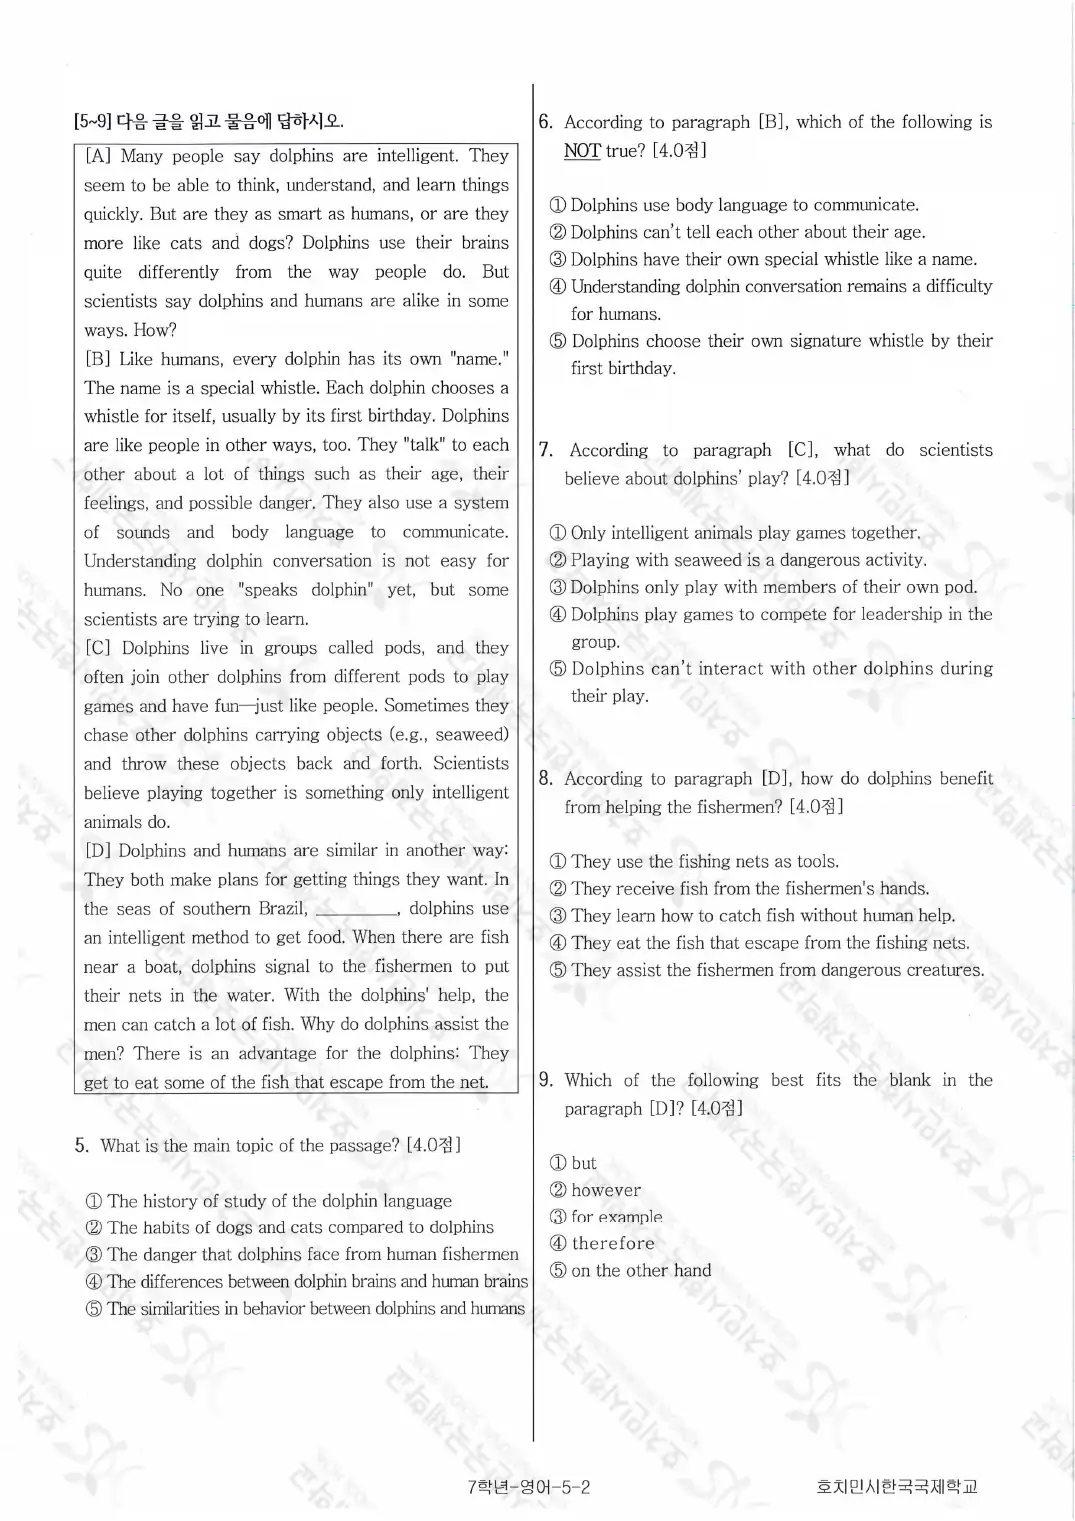 [5~9] 다음 글을 읽고 물음에 답하시오.
[A] Many people say dolphins are intelligent. They
seem to be able to think, understand, and learn things
quickly. But are they as smart as humans, or are they
more like cats and dogs? Dolphins use their brains
quite differently from the way people do. But
scientists say dolphins and humans are alike in some
ways. How?
[B] Like humans, every dolphin has its own "name."
The name is a special whistle. Each dolphin chooses a
whistle for itself, usually by its first birthday. Dolphins
are like people in other ways, too. They "talk" to each
other about a lot of things such as their age, their
feelings, and possible danger. They also use a system
of sounds and body language to communicate.
Understanding dolphin conversation is not easy for
humans. No one "speaks dolphin" yet, but some
scientists are trying to learn.
[C] Dolphins live in groups called pods, and they
often join other dolphins from different pods to play
games and have fun—just like people. Sometimes they
chase other dolphins carrying objects (e.g., seaweed)
and throw these objects back and forth. Scientists
believe playing together is something only intelligent
animals do.
[D] Dolphins and humans are similar in another way:
They both make plans for getting things they want. In
the seas of southern Brazil, ________, dolphins use
an intelligent method to get food. When there are fish
near a boat, dolphins signal to the fishermen to put
their nets in the water. With the dolphins' help, the
men can catch a lot of fish. Why do dolphins assist the
men? There is an advantage for the dolphins: They
get to eat some of the fish that escape from the net.
5. What is the main topic of the passage? [4.0점]
① The history of study of the dolphin language
② The habits of dogs and cats compared to dolphins
③ The danger that dolphins face from human fishermen
④ The differences between dolphin brains and human brains
⑤ The similarities in behavior between dolphins and humans
6. According to paragraph [B], which of the following is
NOT true? [4.0점]
① Dolphins use body language to communicate.
② Dolphins can't tell each other about their age.
③ Dolphins have their own special whistle like a name.
④ Understanding dolphin conversation remains a difficulty
for humans.
⑤ Dolphins choose their own signature whistle by their
first birthday.
7. According to paragraph [C], what do scientists
believe about dolphins' play? [4.0점]
① Only intelligent animals play games together.
② Playing with seaweed is a dangerous activity.
③ Dolphins only play with members of their own pod.
④ Dolphins play games to compete for leadership in the
group.
⑤ Dolphins can't interact with other dolphins during
their play.
8. According to paragraph [D], how do dolphins benefit
from helping the fishermen? [4.0점]
① They use the fishing nets as tools.
② They receive fish from the fishermen's hands.
③ They learn how to catch fish without human help.
④ They eat the fish that escape from the fishing nets.
⑤ They assist the fishermen from dangerous creatures.
9. Which of the following best fits the blank in the
paragraph [D]? [4.0점]
① but
② however
③ for example
④ therefore
⑤ on the other hand
7학년-영어-5-2
호치민시한국국제학교